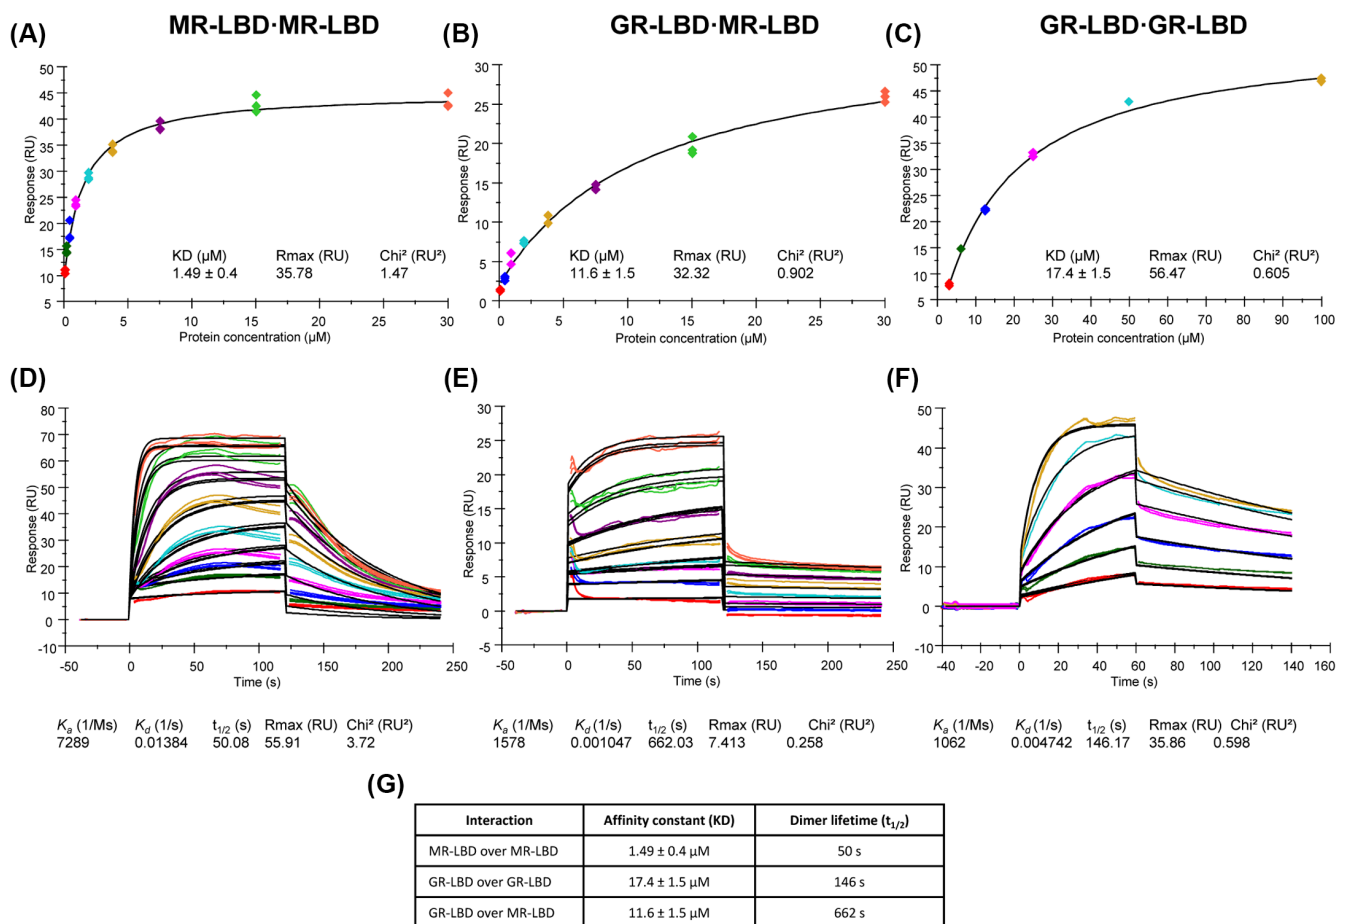 (A) MR-LBD·MR-LBD
50
45
40
35
30
25
20
15
10
5
Response (RU)
KD (µM) Rmax (RU) Chi² (RU²)
1.49 ± 0.4 35.78 1.47
0 5 10 15 20 25 30
Protein concentration (µM)
(B) GR-LBD·MR-LBD
30
25
20
15
10
5
0
Response (RU)
KD (µM) Rmax (RU) Chi² (RU²)
11.6 ± 1.5 32.32 0.902
0 5 10 15 20 25 30
Protein concentration (µM)
(C) GR-LBD·GR-LBD
50
45
40
35
30
25
20
15
10
5
Response (RU)
KD (µM) Rmax (RU) Chi² (RU²)
17.4 ± 1.5 56.47 0.605
0 10 20 30 40 50 60 70 80 90 100
Protein concentration (µM)
(D)
80
70
60
50
40
30
20
10
0
-10
Response (RU)
-50 0 50 100 150 200 250
Time (s)
Ka (1/Ms) Kd (1/s) t1/2 (s) Rmax (RU) Chi² (RU²)
7289 0.01384 50.08 55.91 3.72
(E)
30
25
20
15
10
5
0
-5
Response (RU)
-50 0 50 100 150 200 250
Time (s)
Ka (1/Ms) Kd (1/s) t1/2 (s) Rmax (RU) Chi² (RU²)
1578 0.001047 662.03 7.413 0.258
(F)
50
40
30
20
10
0
-10
Response (RU)
-40 -20 0 20 40 60 80 100 120 140 160
Time (s)
Ka (1/Ms) Kd (1/s) t1/2 (s) Rmax (RU) Chi² (RU²)
1062 0.004742 146.17 35.86 0.598
(G)
Interaction Affinity constant (KD) Dimer lifetime (t1/2)
MR-LBD over MR-LBD 1.49 ± 0.4 µM 50 s
GR-LBD over GR-LBD 17.4 ± 1.5 µM 146 s
GR-LBD over MR-LBD 11.6 ± 1.5 µM 662 s